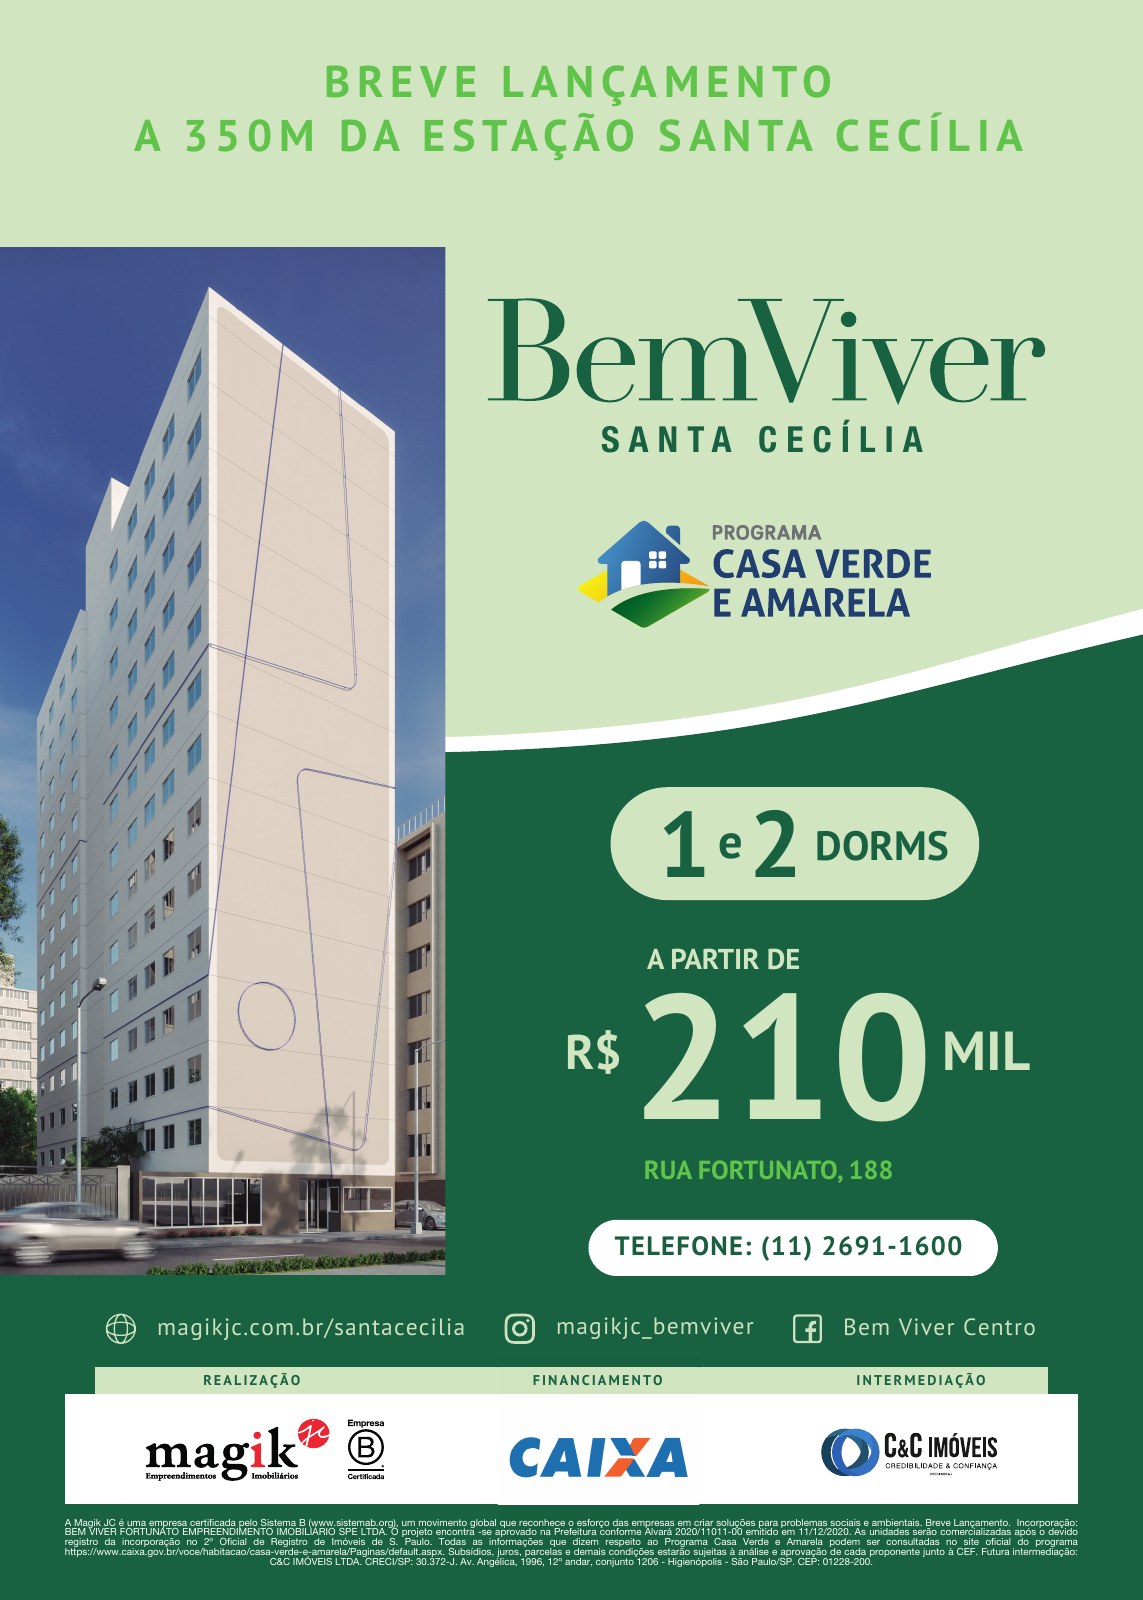 BREVE LANÇAMENTO
A 350M DA ESTAÇÃO SANTA CECÍLIA
BemViver
SANTA CECÍLIA
PROGRAMA
CASA VERDE
E AMARELA
1 e 2 DORMS
A PARTIR DE
R$ 210 MIL
RUA FORTUNATO, 188
TELEFONE: (11) 2691-1600
magikjc.com.br/santacecilia magikjc_bemviver Bem Viver Centro
REALIZAÇÃO FINANCIAMENTO INTERMEDIAÇÃO
magik jc
Empreendimentos Imobiliários
Empresa
B
Certificada
CAIXA
C&C IMÓVEIS
CREDIBILIDADE & CONFIANÇA
A Magik JC é uma empresa certificada pelo Sistema B (www.sistemab.org), um movimento global que reconhece o esforço das empresas em criar soluções para problemas sociais e ambientais. Breve Lançamento. Incorporação:
BEM VIVER FORTUNATO EMPREENDIMENTO IMOBILIÁRIO SPE LTDA. O projeto encontra -se aprovado na Prefeitura conforme Alvará 2020/11011-00 emitido em 11/12/2020. As unidades serão comercializadas após o devido
registro da incorporação no 2º Oficial de Registro de Imóveis de S. Paulo. Todas as informações que dizem respeito ao Programa Casa Verde e Amarela podem ser consultadas no site oficial do programa
https://www.caixa.gov.br/voce/habitacao/casa-verde-e-amarela/Paginas/default.aspx. Subsídios, juros, parcelas e demais condições estarão sujeitas à análise e aprovação de cada proponente junto à CEF. Futura intermediação:
C&C IMÓVEIS LTDA. CRECI/SP: 30.372-J. Av. Angélica, 1996, 12º andar, conjunto 1206 - Higienópolis - São Paulo/SP. CEP: 01228-200.